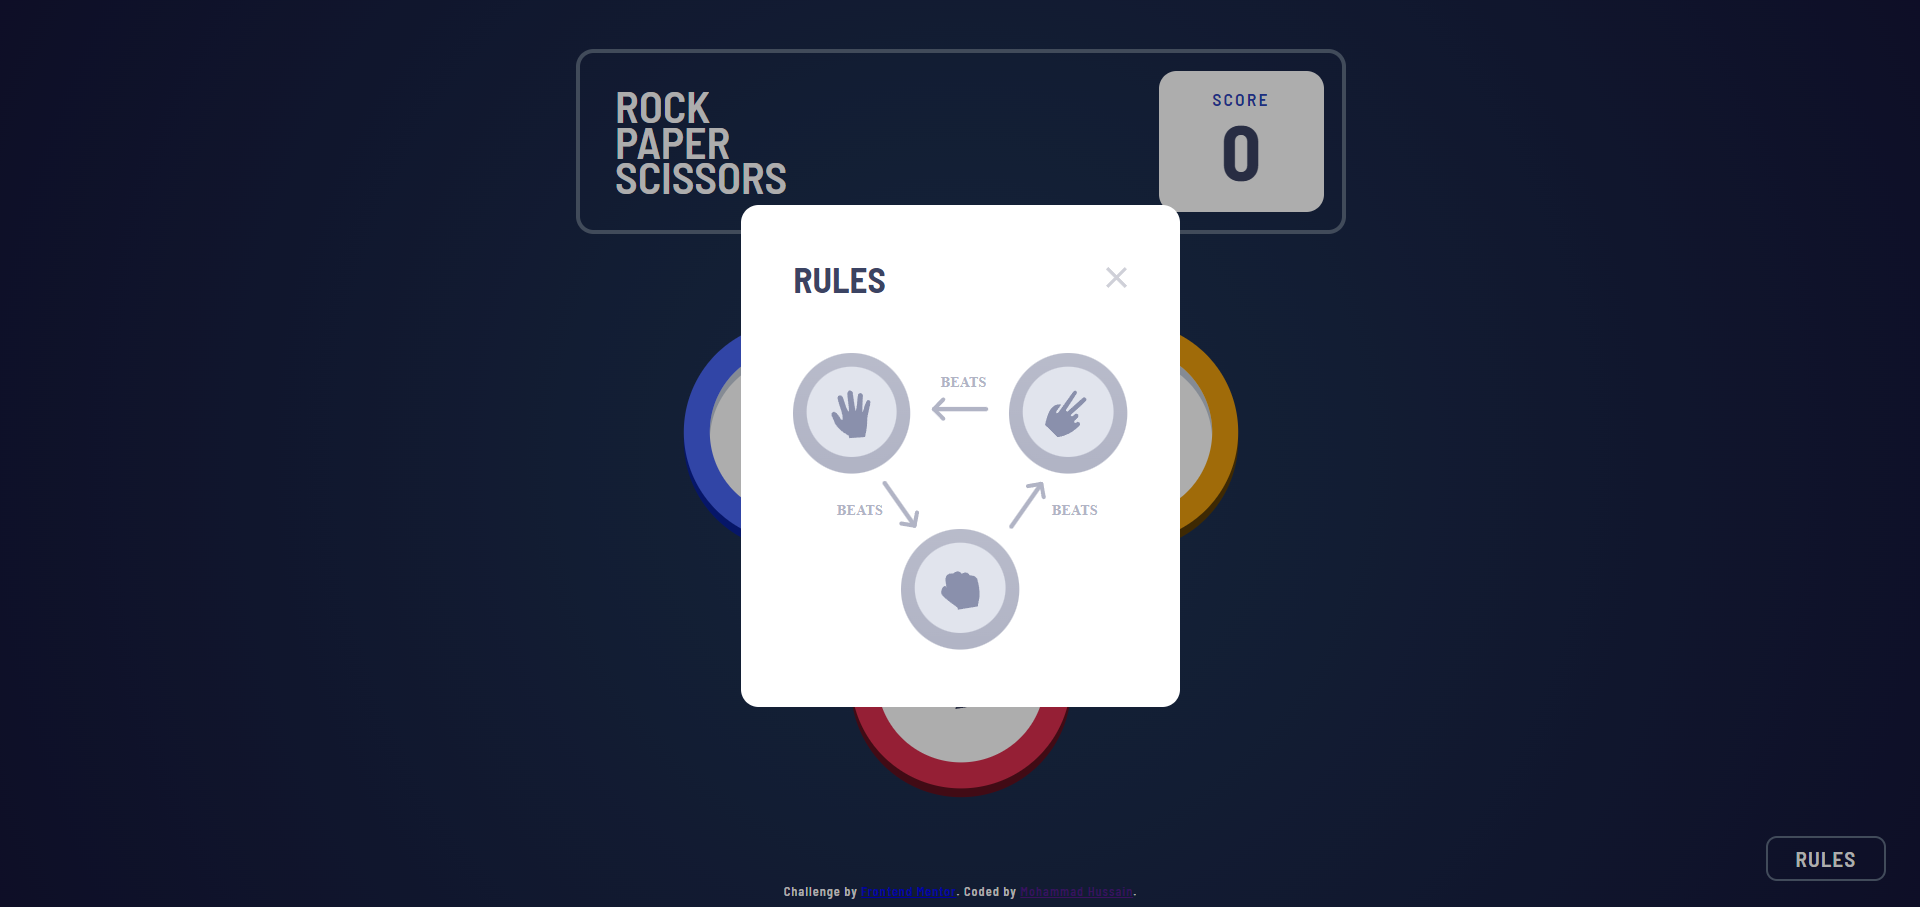 ROCK
PAPER
SCISSORS
SCORE
0
RULES
BEATS
BEATS
BEATS
RULES
Challenge by Frontend Mentor. Coded by Mohammad Hussain.